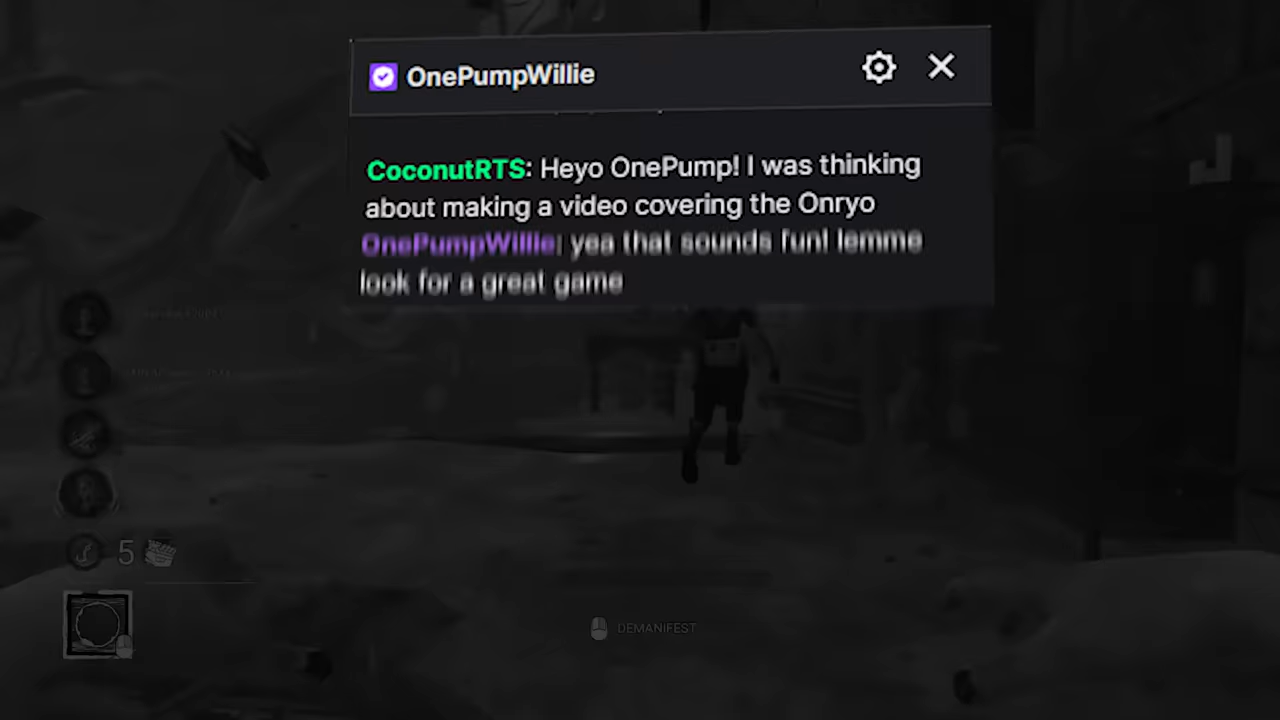 OnePumpWillie
CoconutRTS: Heyo OnePump! I was thinking
about making a video covering the Onryo
OnePumpWillie: yea that sounds fun! lemme
look for a great game
5
DEMANIFEST